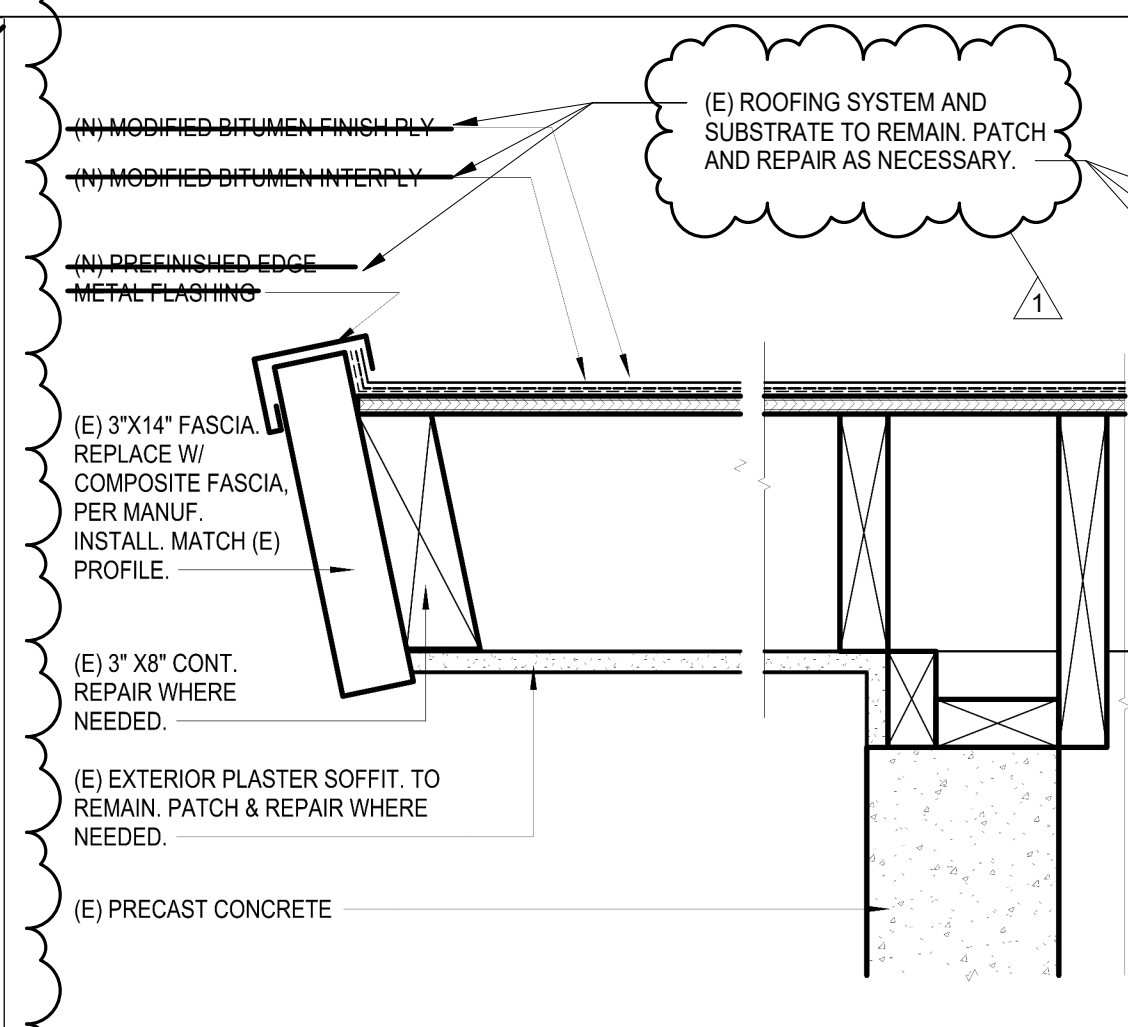 (E) ROOFING SYSTEM AND
SUBSTRATE TO REMAIN. PATCH
AND REPAIR AS NECESSARY.
1
(N) MODIFIED BITUMEN FINISH PLY
(N) MODIFIED BITUMEN INTERPLY
(N) PREFINISHED EDGE
METAL FLASHING
(E) 3"X14" FASCIA.
REPLACE W/
COMPOSITE FASCIA,
PER MANUF.
INSTALL. MATCH (E)
PROFILE.
(E) 3" X8" CONT.
REPAIR WHERE
NEEDED.
(E) EXTERIOR PLASTER SOFFIT. TO
REMAIN. PATCH & REPAIR WHERE
NEEDED.
(E) PRECAST CONCRETE